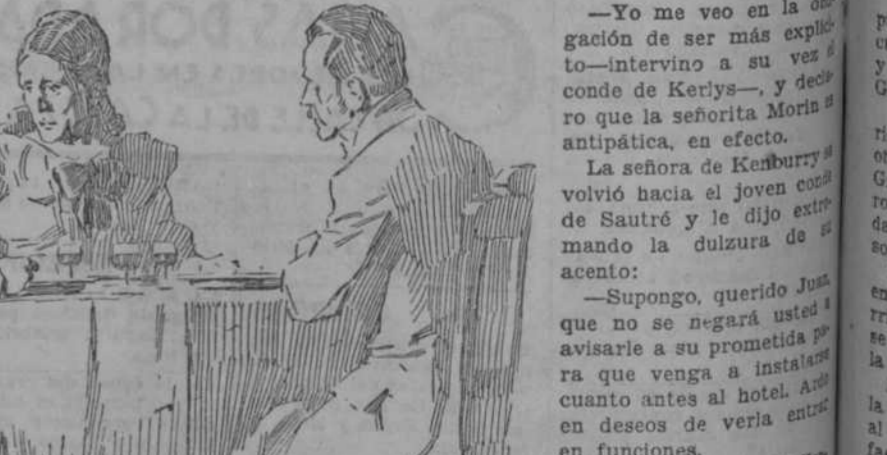 —Yo me veo en la obli-
gación de ser más explíci-
to—intervino a su vez el
conde de Kerlys—, y decla-
ro que la señorita Morin es
antipática, en efecto.
La señora de Kenburry se
volvió hacia el joven conde
de Sautré y le dijo extre-
mando la dulzura de su
acento:
—Supongo, querido Juan,
que no se negará usted a
avisarle a su prometida pa-
ra que venga a instalarse
cuanto antes al hotel. Ardo
en deseos de verla entrar
en funciones.